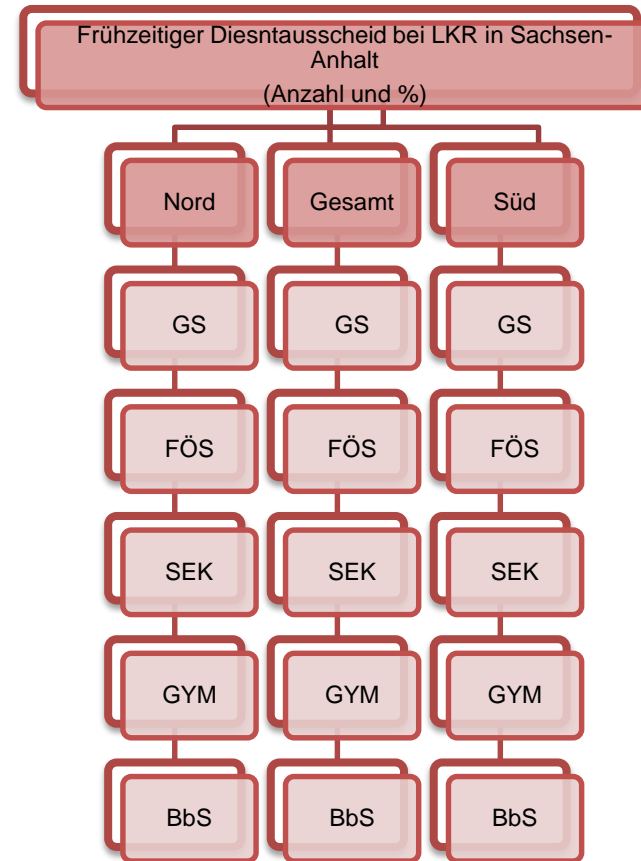 Frühzeitiger Diesntausscheid bei LKR in Sachsen-
Anhalt
(Anzahl und %)
Nord
Gesamt
Süd
GS
GS
GS
FÖS
FÖS
FÖS
SEK
SEK
SEK
GYM
GYM
GYM
BbS
BbS
BbS